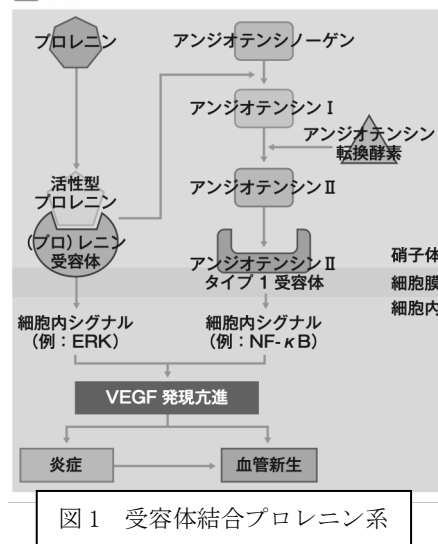 プロレニン
アンジオテンシノーゲン
アンジオテンシンⅠ
アンジオテンシン
転換酵素
活性型
プロレニン
アンジオテンシンⅡ
(プロ)レニン
受容体
アンジオテンシンⅡ
タイプ1受容体
硝子体
細胞膜
細胞内
細胞内シグナル
(例：ERK)
細胞内シグナル
(例：NF-κB)
VEGF 発現亢進
炎症
血管新生
図1 受容体結合プロレニン系